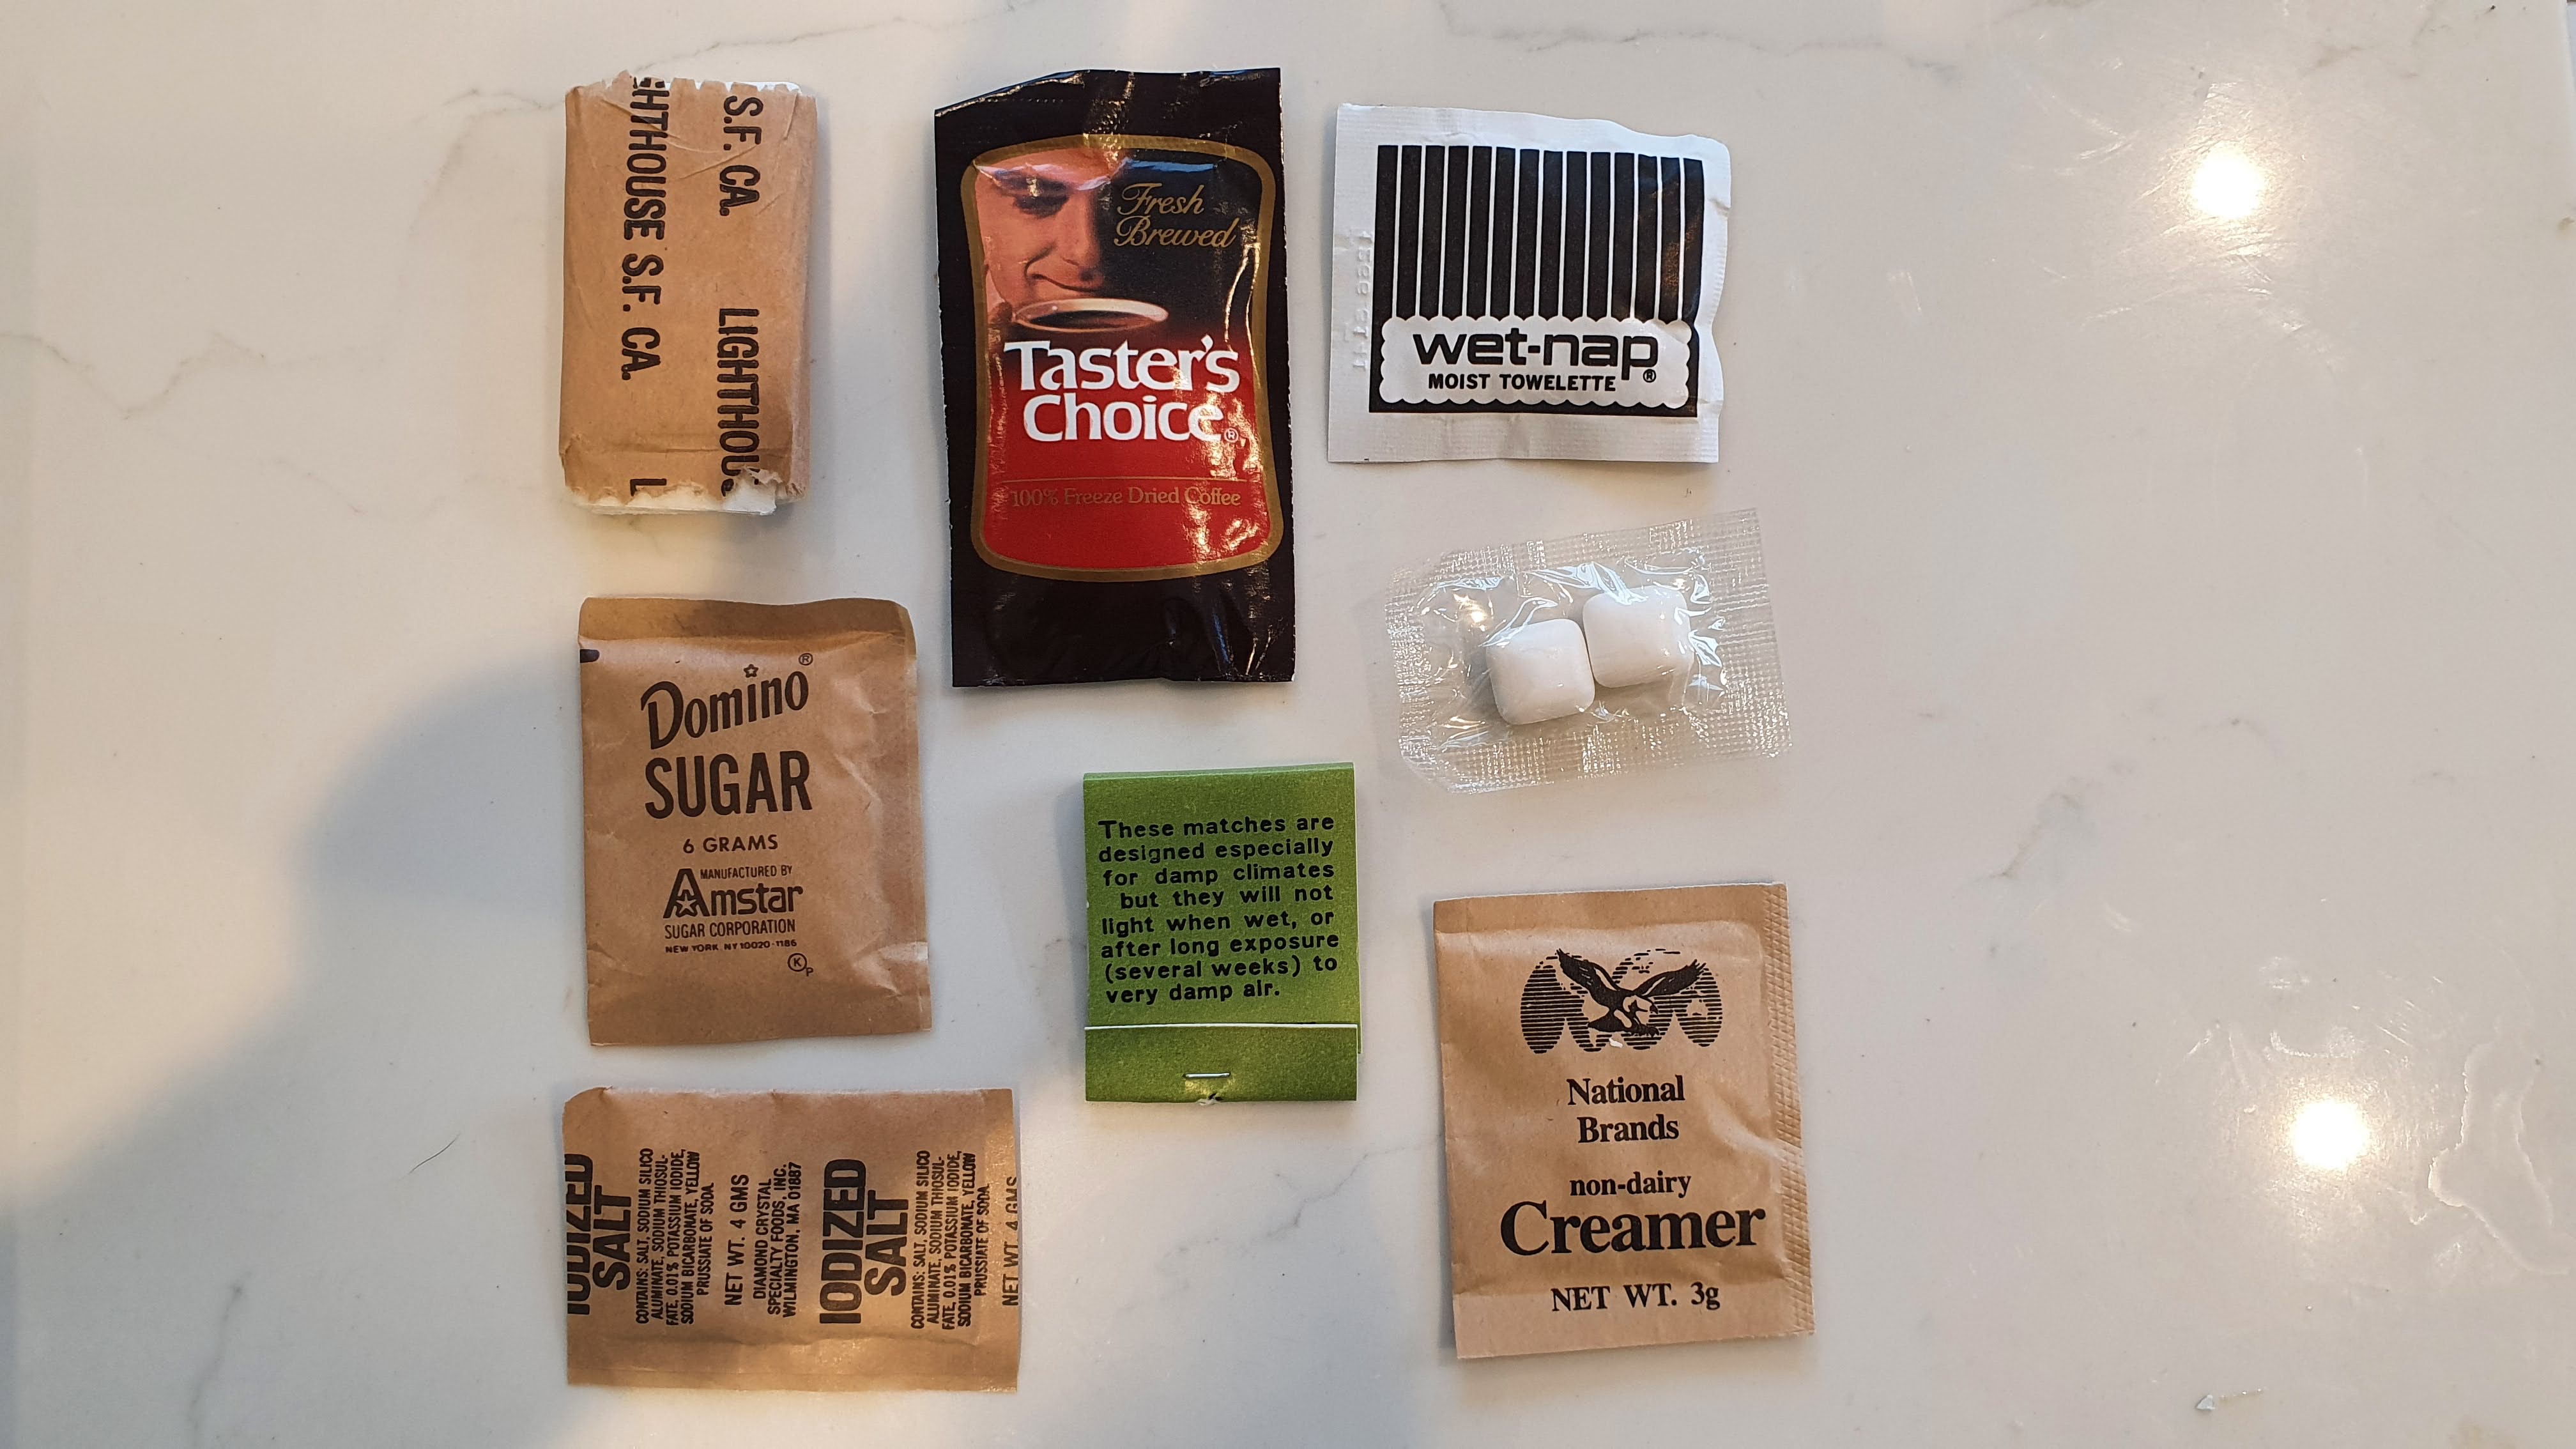 S.F. CA. LIGHTHOU
HTHOUSE S.F. CA. L
Fresh
Brewed
Taster's
Choice®
100% Freeze Dried Coffee
wet-nap®
MOIST TOWELETTE
Domino®
SUGAR
6 GRAMS
MANUFACTURED BY
Amstar
SUGAR CORPORATION
NEW YORK, NY 10020-1186
K
P
These matches are
designed especially
for damp climates
but they will not
light when wet, or
after long exposure
(several weeks) to
very damp air.
National
Brands
non-dairy
Creamer
NET WT. 3g
IODIZED
SALT
CONTAINS: SALT, SODIUM SILICO
ALUMINATE, SODIUM THIOSUL-
FATE, 0.01% POTASSIUM IODIDE,
SODIUM BICARBONATE, YELLOW
PRUSSIATE OF SODA.
NET WT. 4 GMS
DIAMOND CRYSTAL
SPECIALTY FOODS, INC.
WILMINGTON, MA 01887
IODIZED
SALT
CONTAINS: SALT, SODIUM SILICO
ALUMINATE, SODIUM THIOSUL-
FATE, 0.01% POTASSIUM IODIDE,
SODIUM BICARBONATE, YELLOW
PRUSSIATE OF SODA.
NET WT. 4 GMS